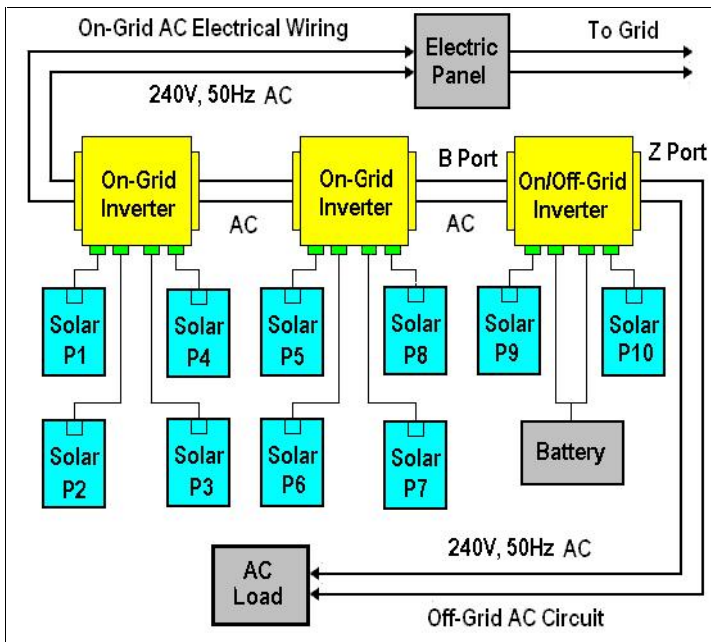 On-Grid AC Electrical Wiring
Electric
Panel
To Grid
240V, 50Hz AC
B Port
Z Port
On-Grid
Inverter
On-Grid
Inverter
On/Off-Grid
Inverter
AC
AC
Solar
P1
Solar
P4
Solar
P5
Solar
P8
Solar
P9
Solar
P10
Solar
P2
Solar
P3
Solar
P6
Solar
P7
Battery
240V, 50Hz AC
AC
Load
Off-Grid AC Circuit